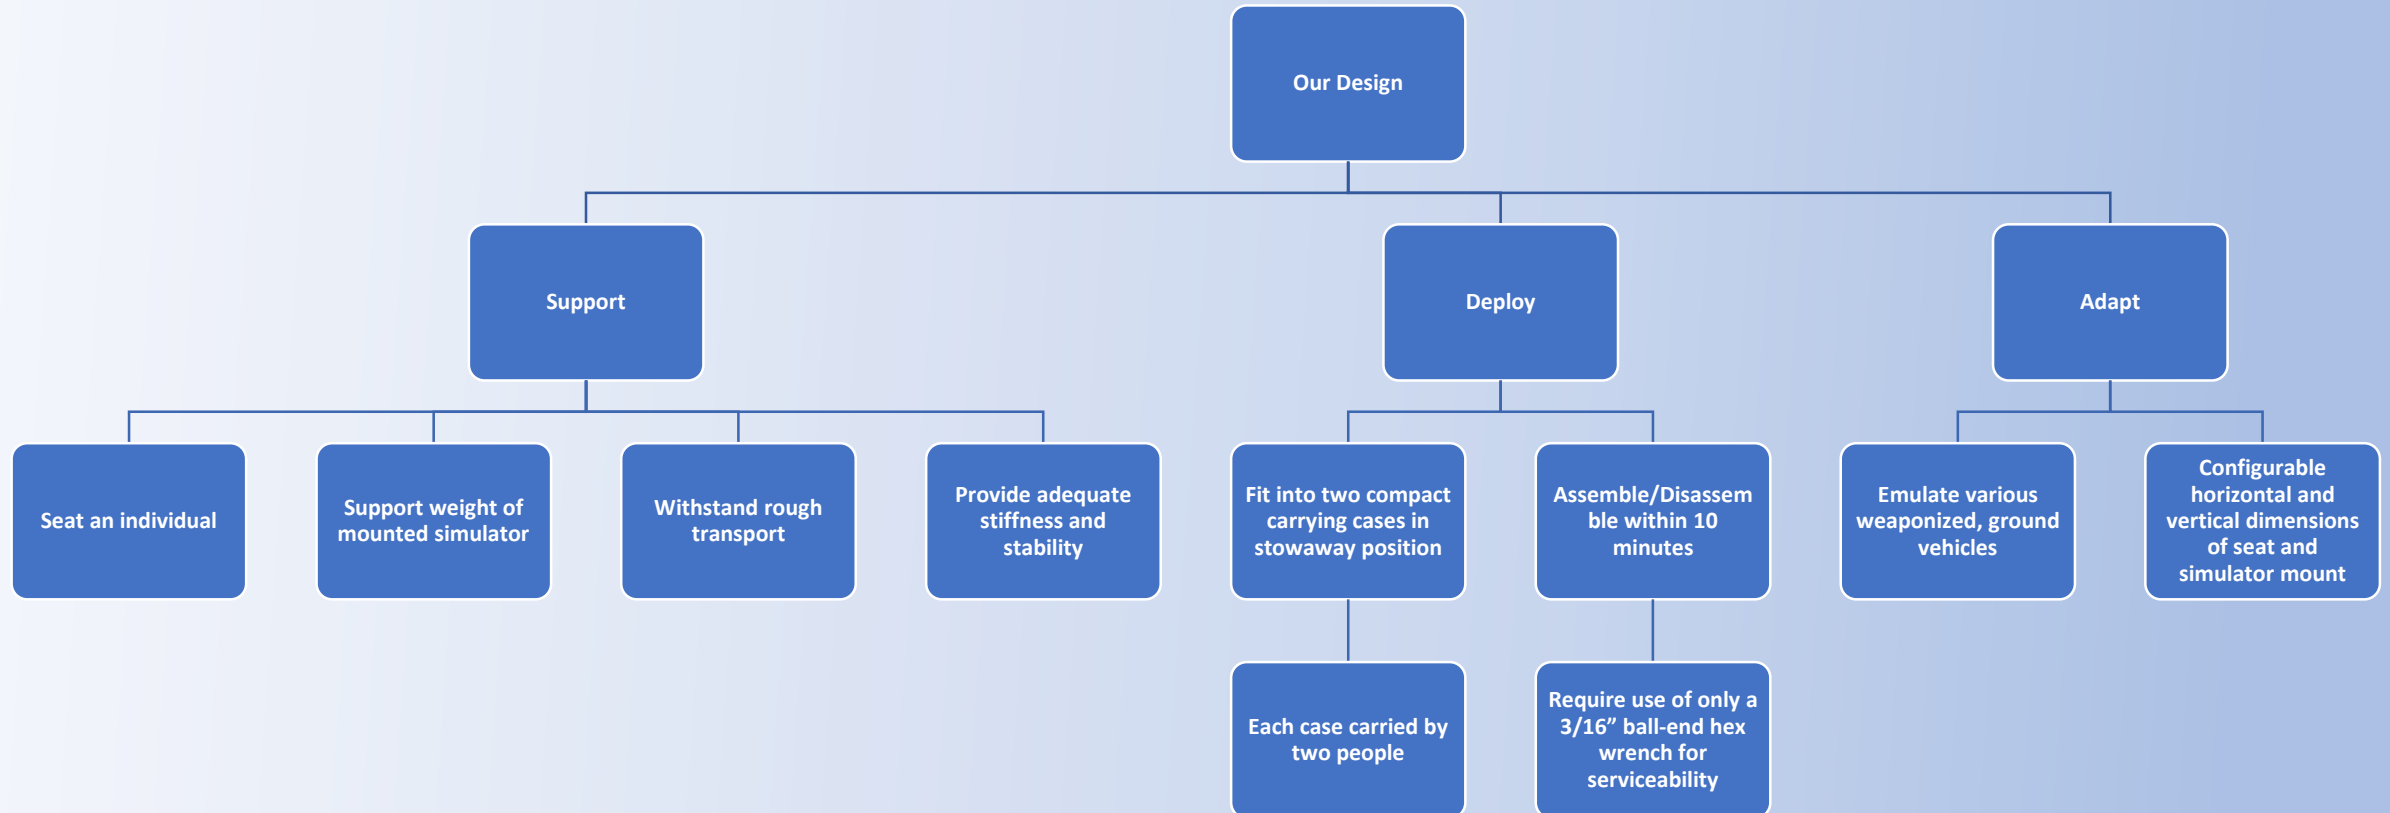 Our Design
Support
Deploy
Adapt
Seat an individual
Support weight of
mounted simulator
Withstand rough
transport
Provide adequate
stiffness and
stability
Fit into two compact
carrying cases in
stowaway position
Assemble/Disassem
ble within 10
minutes
Emulate various
weaponized, ground
vehicles
Configurable
horizontal and
vertical dimensions
of seat and
simulator mount
Each case carried by
two people
Require use of only a
3/16” ball-end hex
wrench for
serviceability